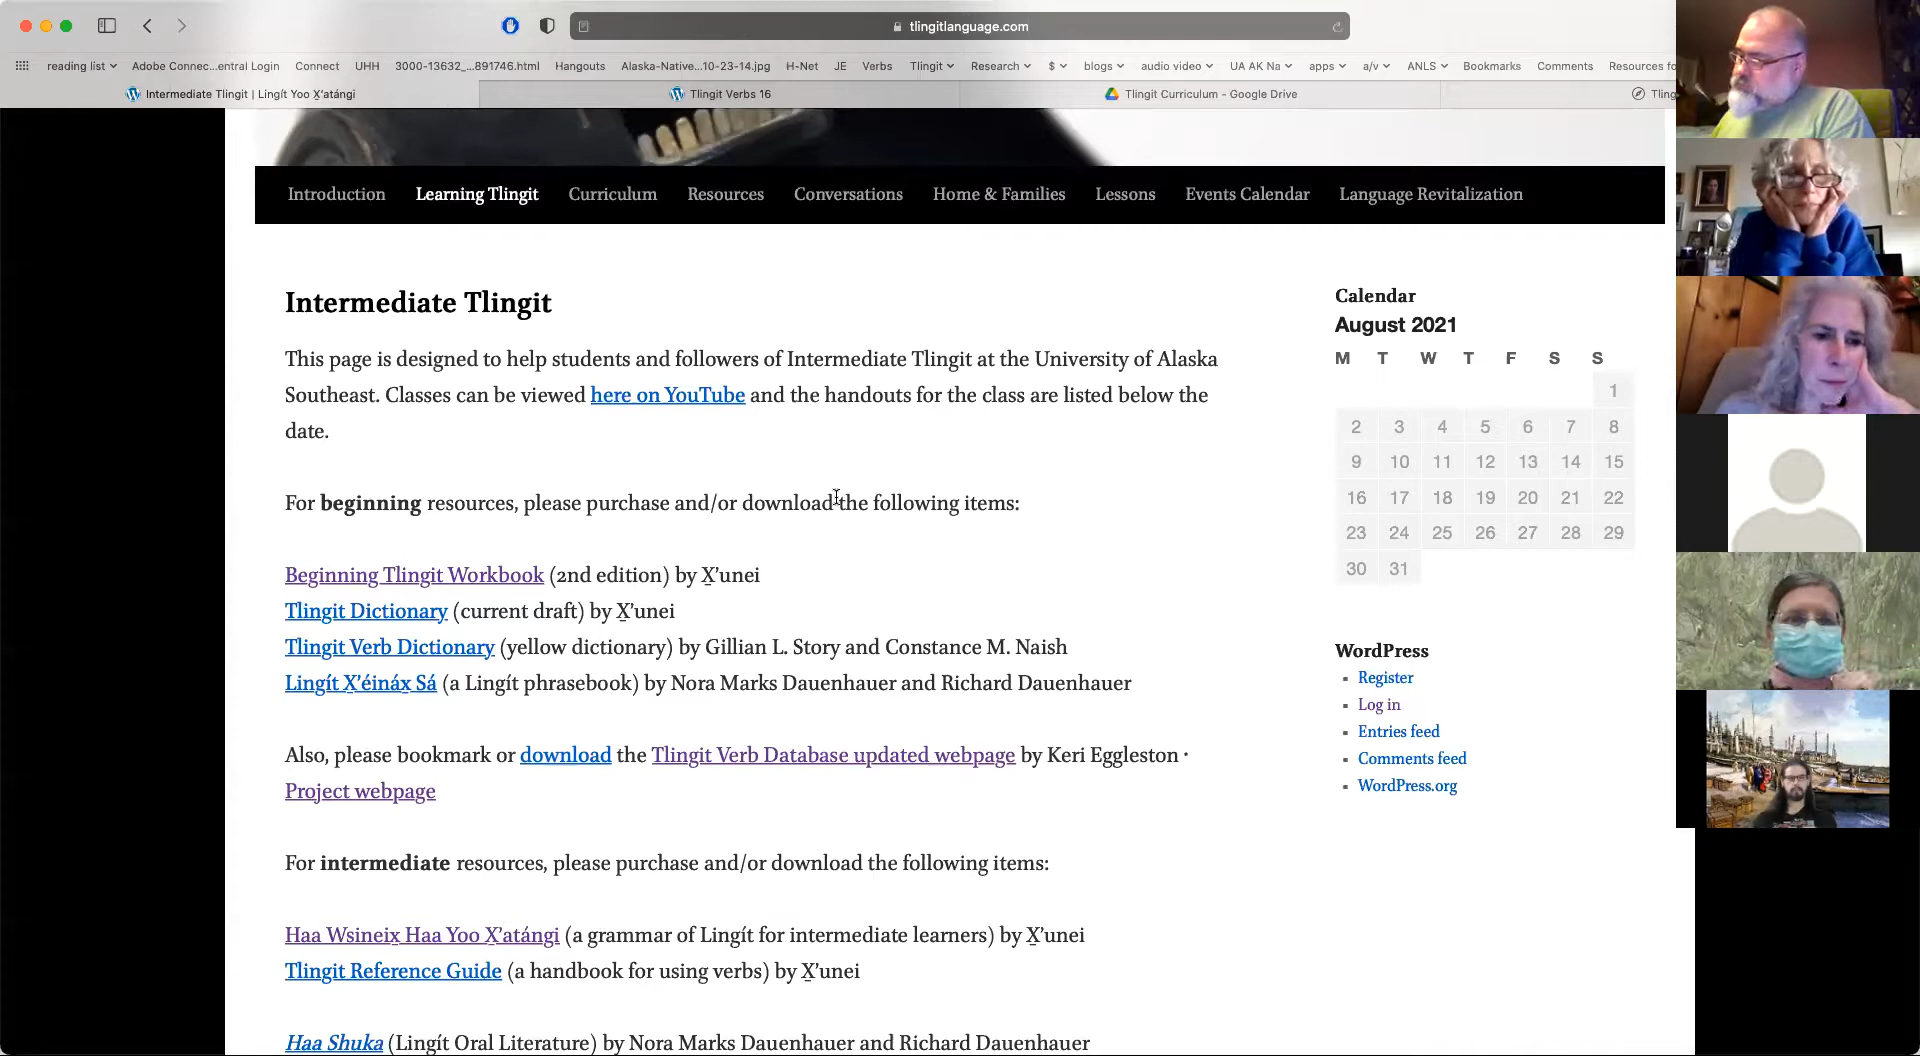 tlingitlanguage.com
reading list Adobe Connec...entral Login Connect UHH 3000-13632_...891746.html Hangouts Alaska-Native...10-23-14.jpg H-Net JE Verbs Tlingit Research $ blogs audio video UA AK Na apps a/v ANLS Bookmarks Comments Resources fo
Intermediate Tlingit | Lingít Yoo X̱ʼatángi Tlingit Verbs 16 Tlingit Curriculum - Google Drive Tling
Introduction Learning Tlingit Curriculum Resources Conversations Home & Families Lessons Events Calendar Language Revitalization
Intermediate Tlingit
This page is designed to help students and followers of Intermediate Tlingit at the University of Alaska
Southeast. Classes can be viewed here on YouTube and the handouts for the class are listed below the
date.
For beginning resources, please purchase and/or download the following items:
Beginning Tlingit Workbook (2nd edition) by X̱ʼunei
Tlingit Dictionary (current draft) by X̱ʼunei
Tlingit Verb Dictionary (yellow dictionary) by Gillian L. Story and Constance M. Naish
Lingít X̱ʼéináx̱ Sá (a Lingít phrasebook) by Nora Marks Dauenhauer and Richard Dauenhauer
Also, please bookmark or download the Tlingit Verb Database updated webpage by Keri Eggleston ·
Project webpage
For intermediate resources, please purchase and/or download the following items:
Haa Wsineix̱ Haa Yoo X̱ʼatángi (a grammar of Lingít for intermediate learners) by X̱ʼunei
Tlingit Reference Guide (a handbook for using verbs) by X̱ʼunei
Haa Shuka (Lingít Oral Literature) by Nora Marks Dauenhauer and Richard Dauenhauer
Calendar
August 2021
M T W T F S S
1
2 3 4 5 6 7 8
9 10 11 12 13 14 15
16 17 18 19 20 21 22
23 24 25 26 27 28 29
30 31
WordPress
Register
Log in
Entries feed
Comments feed
WordPress.org